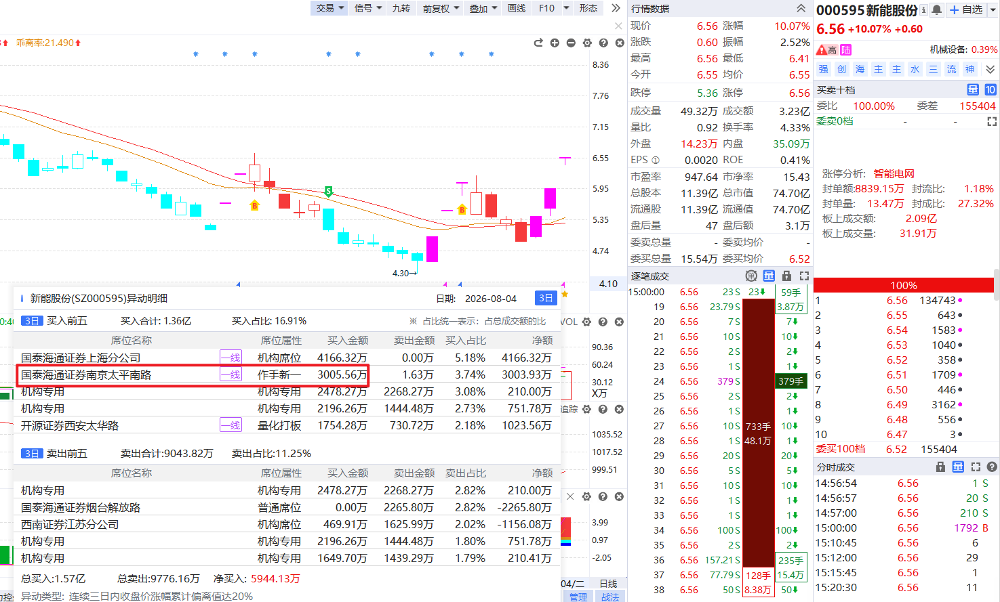 交易 信号 九转 前复权 叠加 画线 F10 形态
乖离率:21.490
8.36
7.76
7.15
6.55
5.95
5.35
4.74
4.10
4.30→
B
S
B
新能股份(SZ000595)异动明细 日期: 2026-08-04 3日
3日 买入前五 买入合计: 1.36亿 买入占比: 16.91% ※ 占比统一表示: 占总成交额的比
席位名称 席位属性 买入金额 卖出金额 买入占比 净额
国泰海通证券上海分公司 一线 机构席位 4166.32万 0.00万 5.18% 4166.32万
国泰海通证券南京太平南路 一线 作手新一 3005.56万 1.63万 3.74% 3003.93万
机构专用 机构专用 2478.27万 2268.27万 3.08% 210.00万
机构专用 机构专用 2196.26万 1444.48万 2.73% 751.78万
开源证券西安太华路 一线 量化打板 1754.28万 730.72万 2.18% 1023.56万
3日 卖出前五 卖出合计:9043.82万 卖出占比:11.25%
席位名称 席位属性 买入金额 卖出金额 卖出占比 净额
机构专用 机构专用 2478.27万 2268.27万 2.82% 210.00万
国泰海通证券烟台解放路 普通席位 0.00万 2265.80万 2.82% -2265.80万
西南证券江苏分公司 机构席位 469.91万 1625.99万 2.02% -1156.08万
机构专用 机构专用 2196.26万 1444.48万 1.80% 751.78万
机构专用 机构专用 1649.70万 1439.29万 1.79% 210.41万
总买入:1.57亿 总卖出:9776.16万 净买入: 5944.13万
异动类型: 连续三日内收盘价涨幅累计偏离值达20%
VOL
90.36
60.24
30.12
X万
追踪
1035.52
1017.52
999.51
3.99
0.97
-2.05
04/二 日线
管理 战法
行情数据
现价 6.56 涨幅 10.07%
涨跌 0.60 振幅 2.52%
最高 6.56 最低 6.41
今开 6.55 均价 6.55
跌停 5.36 涨停 6.56
成交量 49.32万 成交额 3.23亿
量比 0.92 换手率 4.33%
外盘 14.23万 内盘 35.09万
EPS ① 0.0020 ROE 0.41%
市盈率 947.64 市净率 15.43
总股本 11.39亿 总市值 74.70亿
流通股 11.39亿 流通值 74.70亿
盘后量 47 盘后额 3.1万
委卖总量 - 委卖均价 -
委买总量 15.54万 委买均价 6.52
逐笔成交 单 量
15:00:00 6.56 23 S 23 59手
19 6.56 23.79 S 3.87万
20 6.56 7 S 7
21 6.56 10 S 10
22 6.56 2 S 2
23 6.56 1 S 1
24 6.56 379 S 379手
25 6.56 2 S 2
26 6.56 1 S 1
27 6.56 10 S 733手 10
28 6.56 1 S 48.1万 1
29 6.56 20 S 20
30 6.56 5 S 5
31 6.56 10 S 10
32 6.56 1 S 1
33 6.56 1 S 1
34 6.56 100 S 100
35 6.56 2 S 2
36 6.56 157.21 S 235手
37 6.56 77.79 S 128手 15.4万
38 6.56 50 S 8.38万 50
000595 新能股份 自选
6.56 +10.07% +0.60
高 陆 机械设备: 0.39%
强 创 海 主 主 水 三 流 神
买卖十档 量 10
委比 100.00% 委差 155404
委卖0档 - -
涨停分析: 智能电网
封单额:8839.15万 封流比: 1.18%
封单量: 13.47万 封成比: 27.32%
板上成交额: 2.09亿
板上成交量: 31.91万
100%
1 6.56 134743
2 6.55 643
3 6.54 1583
4 6.53 1040
5 6.52 358
6 6.51 1709
7 6.50 446
8 6.49 3162
9 6.48 556
10 6.47 3
委买100档 6.52 155404
分时成交 量
14:56:54 6.56 1 S
14:56:57 6.56 20 S
14:57:00 6.56 210 S
15:00:00 6.56 1792 B
15:10:45 6.56 6
15:12:00 6.56 29
15:15:45 6.56 1
15:20:30 6.56 11